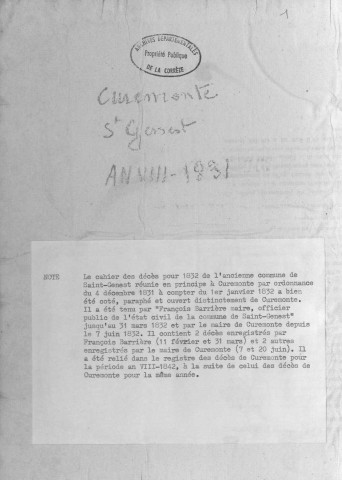 1
ARCHIVES DEPARTEMENTALES
Propriété Publique
DE LA CORRÈZE
Curemonte
St Genest
AN VIII - 1831
NOTE Le cahier des décès pour 1832 de l'ancienne commune de
Saint-Genest réunie en principe à Curemonte par ordonnance
du 4 décembre 1831 à compter du 1er janvier 1832 a bien
été coté, paraphé et ouvert distinctement de Curemonte.
Il a été tenu par "François Barrière maire, officier
public de l'état civil de la commune de Saint-Genest"
jusqu'au 31 mars 1832 et par le maire de Curemonte depuis
le 7 juin 1832. Il contient 2 décès enregistrés par
François Barrière (11 février et 31 mars) et 2 autres
enregistrés par le maire de Curemonte (7 et 20 juin). Il
a été relié dans le registre des décès de Curemonte pour
la période an VIII-1842, à la suite de celui des décès de
Curemonte pour la même année.